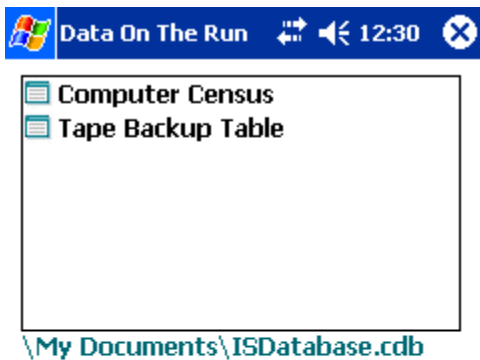 Data On The Run 12:30
Computer Census
Tape Backup Table
\My Documents\ISDatabase.cdb